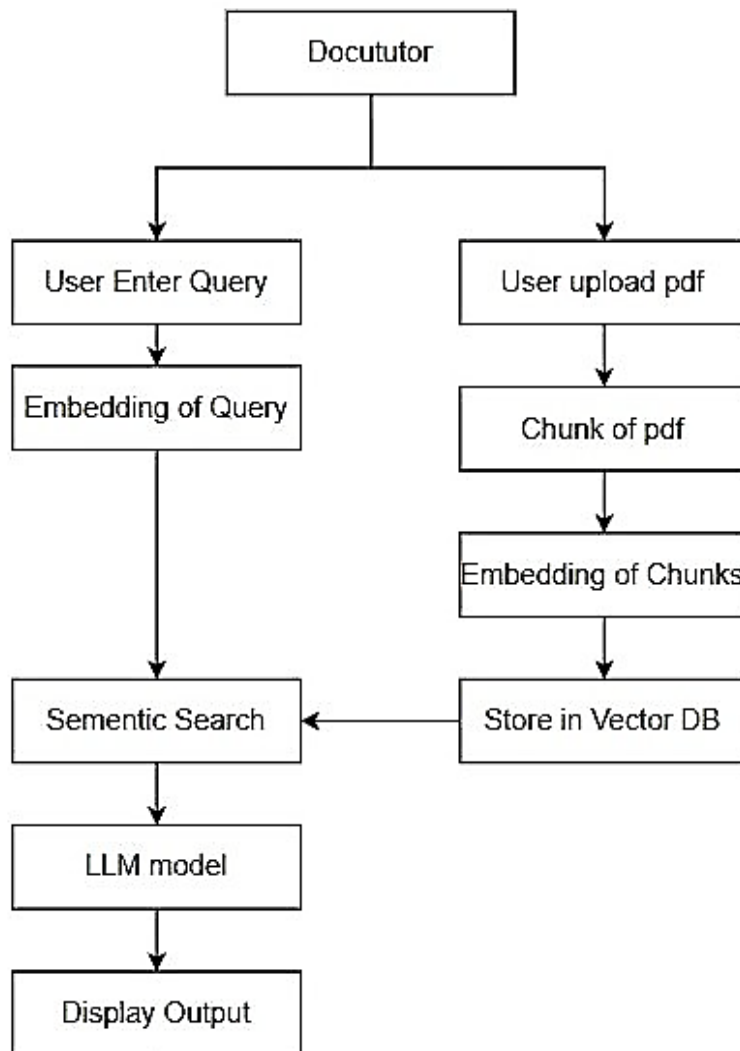 Docututor
User Enter Query
User upload pdf
Embedding of Query
Chunk of pdf
Embedding of Chunks
Sementic Search
Store in Vector DB
LLM model
Display Output